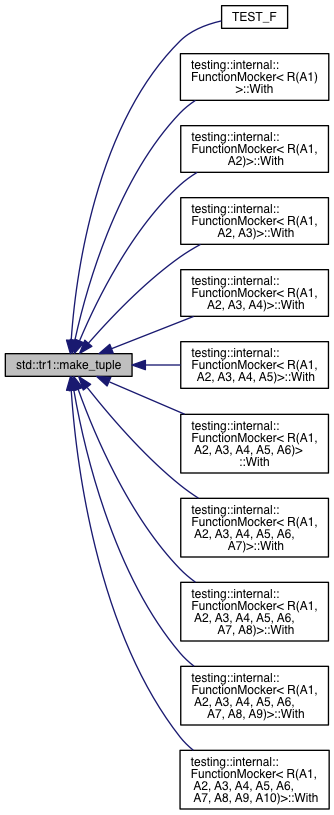 TEST_F
testing::internal::
FunctionMocker< R(A1)
>::With
testing::internal::
FunctionMocker< R(A1,
A2)>::With
testing::internal::
FunctionMocker< R(A1,
A2, A3)>::With
testing::internal::
FunctionMocker< R(A1,
A2, A3, A4)>::With
std::tr1::make_tuple
testing::internal::
FunctionMocker< R(A1,
A2, A3, A4, A5)>::With
testing::internal::
FunctionMocker< R(A1,
A2, A3, A4, A5, A6)>
::With
testing::internal::
FunctionMocker< R(A1,
A2, A3, A4, A5, A6,
A7)>::With
testing::internal::
FunctionMocker< R(A1,
A2, A3, A4, A5, A6,
A7, A8)>::With
testing::internal::
FunctionMocker< R(A1,
A2, A3, A4, A5, A6,
A7, A8, A9)>::With
testing::internal::
FunctionMocker< R(A1,
A2, A3, A4, A5, A6,
A7, A8, A9, A10)>::With